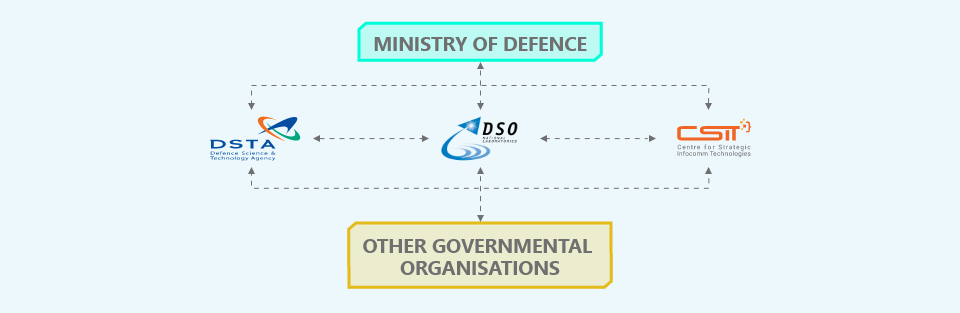 MINISTRY OF DEFENCE
DSTA
Defence Science &
Technology Agency
DSO
NATIONAL
LABORATORIES
CSIT
Centre for Strategic
Infocomm Technologies
OTHER GOVERNMENTAL
ORGANISATIONS